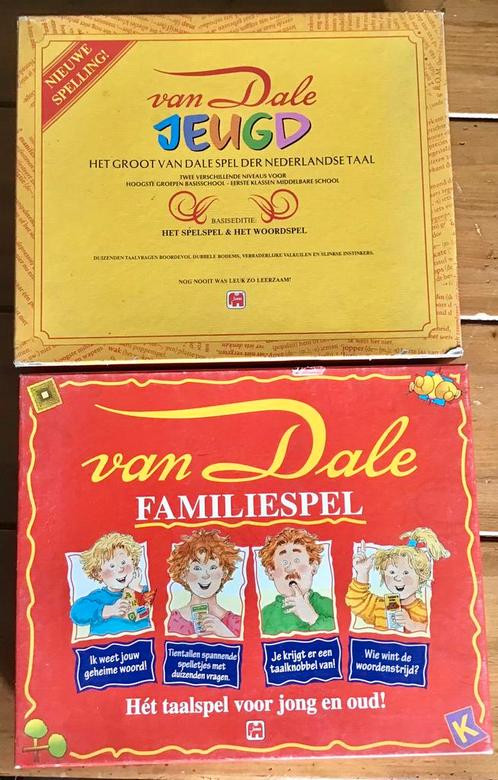 NIEUWE
SPELLING!
van Dale
JEUGD
HET GROOT VAN DALE SPEL DER NEDERLANDSE TAAL
TWEE VERSCHILLENDE NIVEAUS VOOR
HOOGSTE GROEPEN BASISSCHOOL - EERSTE KLASSEN MIDDELBARE SCHOOL
BASISEDITIE:
HET SPELSPEL & HET WOORDSPEL
DUIZENDEN TAALVRAGEN BOORDEVOL DUBBELE BODEMS, VERRADERLIJKE VALKUILEN EN SLINKSE INSTINKERS.
NOG NOOIT WAS LEUK ZO LEERZAAM!
van Dale
FAMILIESPEL
Ik weet jouw
geheime woord!
Tientallen spannende
spelletjes met
duizenden vragen.
Je krijgt er een
taalknobbel van!
Wie wint de
woordenstrijd?
Hét taalspel voor jong en oud!
K